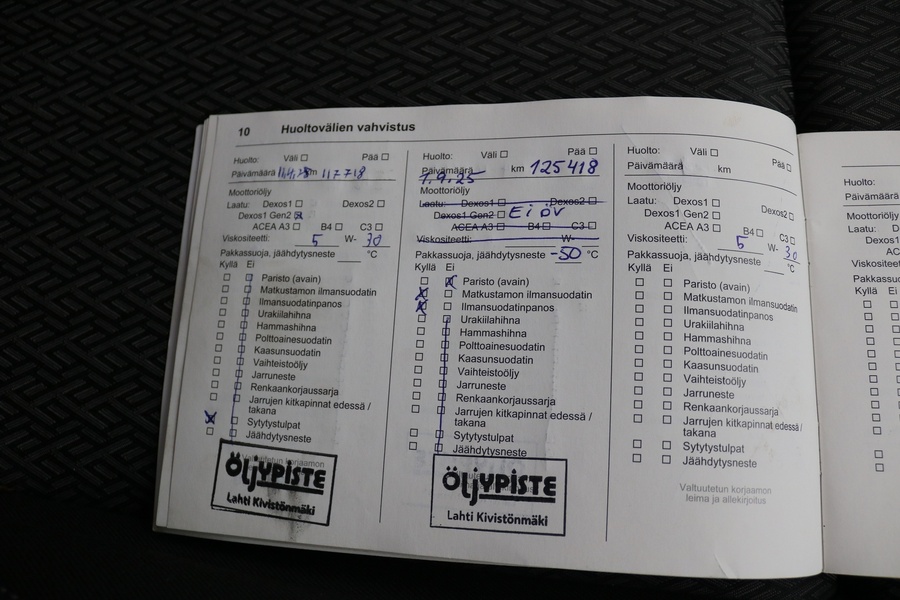 10 Huoltovälien vahvistus
Huolto: Väli □ Pää □
Päivämäärä km 117718
Moottoriöljy
Laatu: Dexos1 □ Dexos2 □
Dexos1 Gen2 ☒
ACEA A3 □ B4 □ C3 □
Viskositeetti: 5 W- 30
Pakkassuoja, jäähdytysneste °C
Kyllä Ei
Paristo (avain)
Matkustamon ilmansuodatin
Ilmansuodatinpanos
Urakiilahihna
Hammashihna
Polttoainesuodatin
Kaasunsuodatin
Vaihteistoöljy
Jarruneste
Renkaankorjaussarja
Jarrujen kitkapinnat edessä /
takana
Sytytystulpat
Jäähdytysneste
ÖLJYPISTE
Lahti Kivistönmäki
Huolto: Väli □ Pää □
Päivämäärä 1.9.25 km 125418
Moottoriöljy
Laatu: Dexos1 □ Dexos2 □
Dexos1 Gen2 □ Ei öv
ACEA A3 □ B4 □ C3 □
Viskositeetti: W-
Pakkassuoja, jäähdytysneste -50 °C
Kyllä Ei
Paristo (avain)
Matkustamon ilmansuodatin
Ilmansuodatinpanos
Urakiilahihna
Hammashihna
Polttoainesuodatin
Kaasunsuodatin
Vaihteistoöljy
Jarruneste
Renkaankorjaussarja
Jarrujen kitkapinnat edessä /
takana
Sytytystulpat
Jäähdytysneste
ÖLJYPISTE
Lahti Kivistönmäki
Huolto: Väli □ Pää □
Päivämäärä km
Moottoriöljy
Laatu: Dexos1 □ Dexos2 □
Dexos1 Gen2 □
ACEA A3 □ B4 □ C3 □
Viskositeetti: 5 W- 30
Pakkassuoja, jäähdytysneste °C
Kyllä Ei
Paristo (avain)
Matkustamon ilmansuodatin
Ilmansuodatinpanos
Urakiilahihna
Hammashihna
Polttoainesuodatin
Kaasunsuodatin
Vaihteistoöljy
Jarruneste
Renkaankorjaussarja
Jarrujen kitkapinnat edessä /
takana
Sytytystulpat
Jäähdytysneste
Valtuutetun korjaamon
leima ja allekirjoitus
Huolto:
Päivämäärä
Moottoriöljy
Laatu:
Kyllä